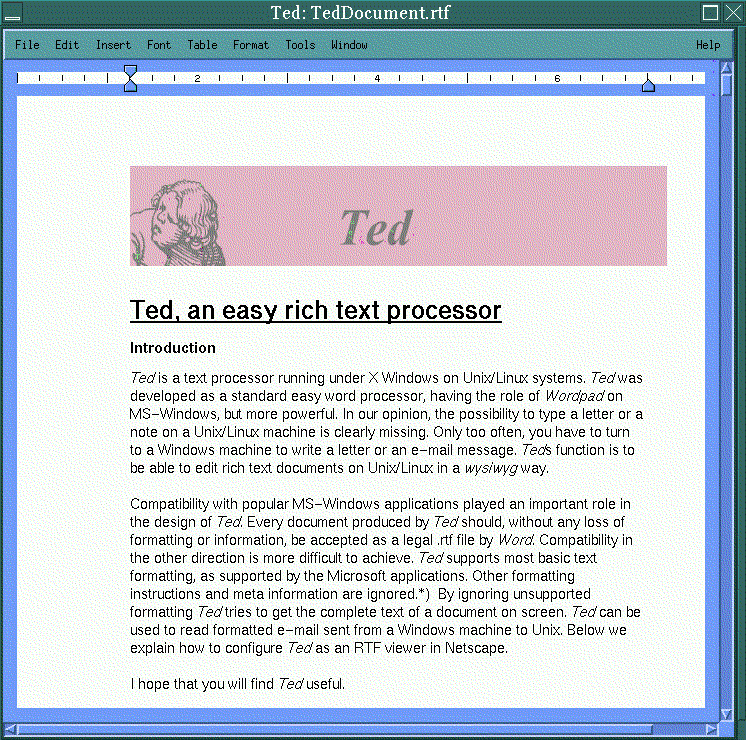 Ted: TedDocument.rtf
File Edit Insert Font Table Format Tools Window Help
2 4 6
Ted
Ted, an easy rich text processor
Introduction
Ted is a text processor running under X Windows on Unix/Linux systems. Ted was
developed as a standard easy word processor, having the role of Wordpad on
MS-Windows, but more powerful. In our opinion, the possibility to type a letter or a
note on a Unix/Linux machine is clearly missing. Only too often, you have to turn
to a Windows machine to write a letter or an e-mail message. Ted's function is to
be able to edit rich text documents on Unix/Linux in a wysiwyg way.
Compatibility with popular MS-Windows applications played an important role in
the design of Ted. Every document produced by Ted should, without any loss of
formatting or information, be accepted as a legal .rtf file by Word. Compatibility in
the other direction is more difficult to achieve. Ted supports most basic text
formatting, as supported by the Microsoft applications. Other formatting
instructions and meta information are ignored.*) By ignoring unsupported
formatting Ted tries to get the complete text of a document on screen. Ted can be
used to read formatted e-mail sent from a Windows machine to Unix. Below we
explain how to configure Ted as an RTF viewer in Netscape.
I hope that you will find Ted useful.